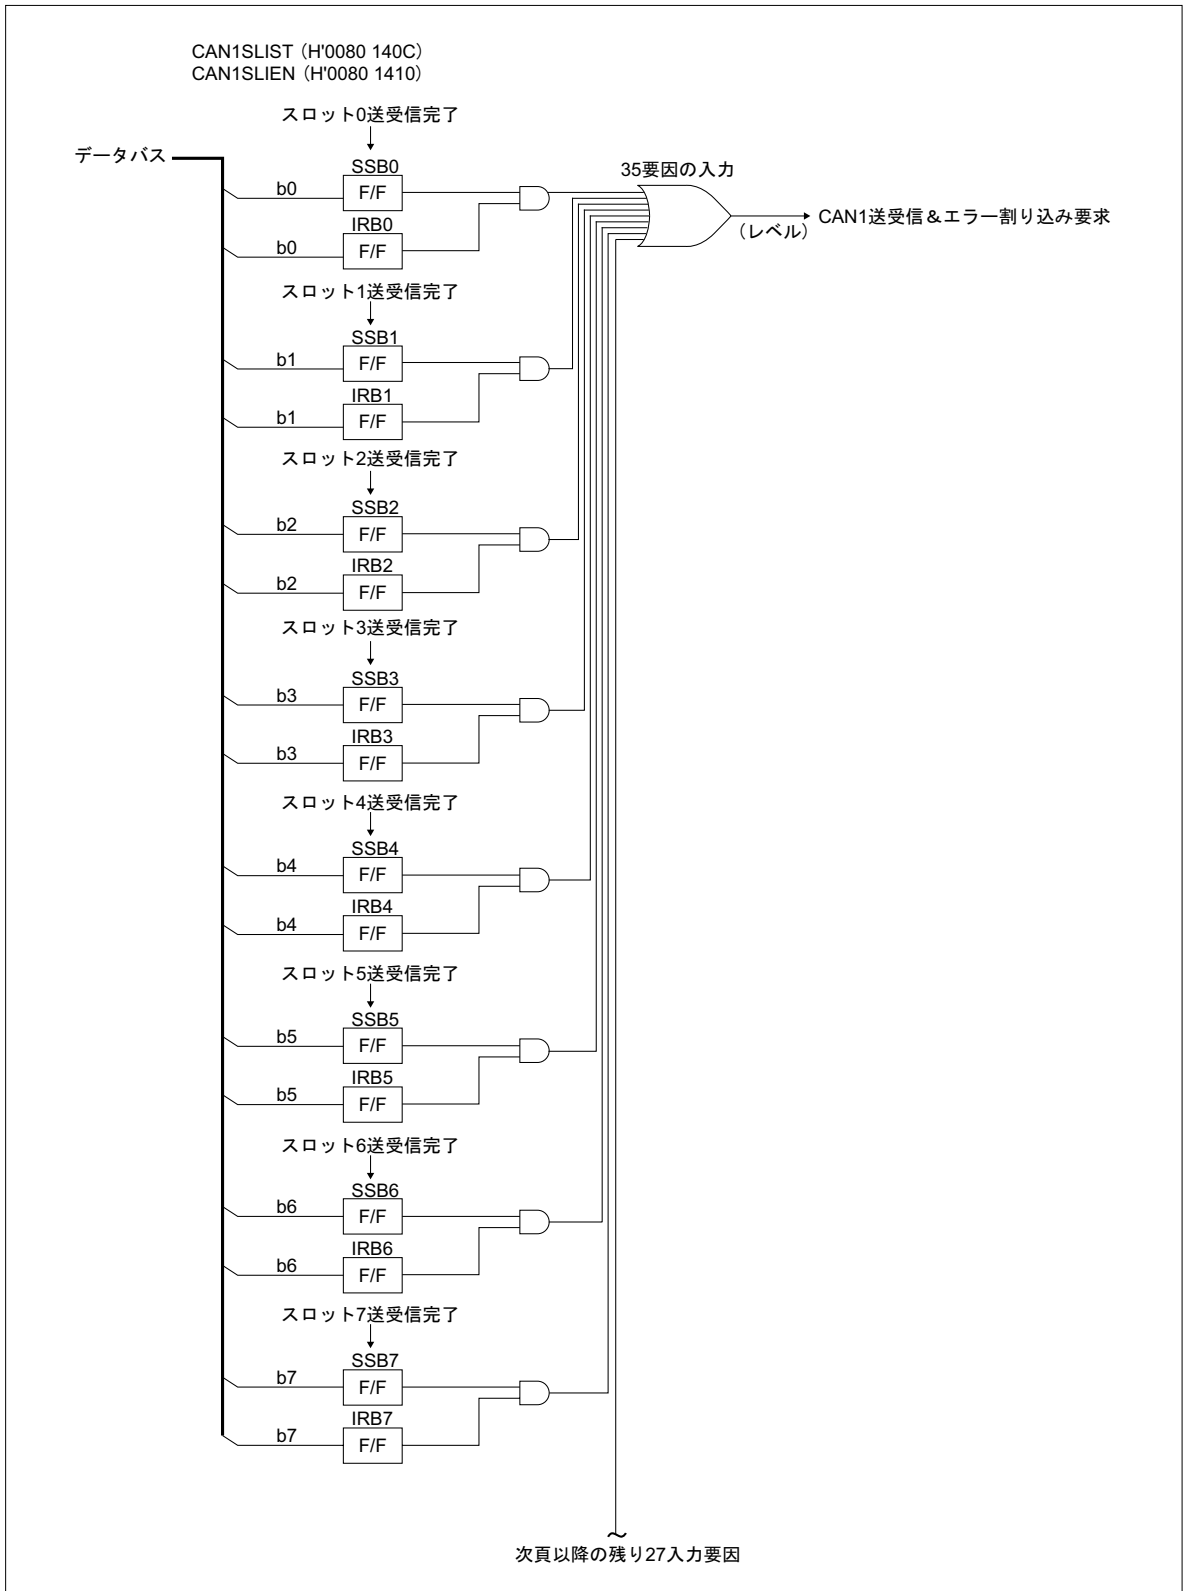 CAN1SLIST（H'0080 140C）
CAN1SLIEN（H'0080 1410）
スロット0送受信完了
データバス
SSB0
35要因の入力
b0
F/F
CAN1送受信＆エラー割り込み要求
（レベル）
IRB0
b0
F/F
スロット1送受信完了
SSB1
b1
F/F
IRB1
b1
F/F
スロット2送受信完了
SSB2
b2
F/F
IRB2
b2
F/F
スロット3送受信完了
SSB3
b3
F/F
IRB3
b3
F/F
スロット4送受信完了
SSB4
b4
F/F
IRB4
b4
F/F
スロット5送受信完了
SSB5
b5
F/F
IRB5
b5
F/F
スロット6送受信完了
SSB6
b6
F/F
IRB6
b6
F/F
スロット7送受信完了
SSB7
b7
F/F
IRB7
b7
F/F
次頁以降の残り27入力要因